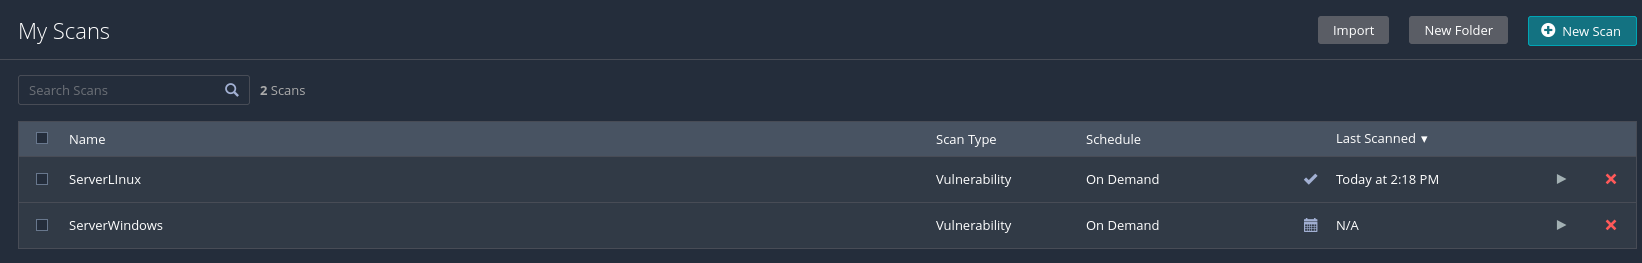 My Scans
Import New Folder New Scan
Search Scans 2 Scans
Name Scan Type Schedule Last Scanned ▼
ServerLInux Vulnerability On Demand Today at 2:18 PM
ServerWindows Vulnerability On Demand N/A